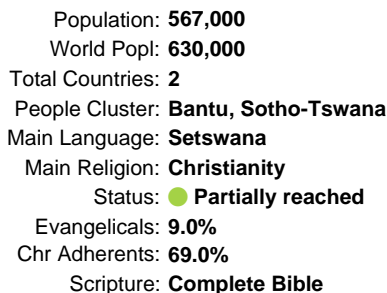 Population: 567,000
World Popl: 630,000
Total Countries: 2
People Cluster: Bantu, Sotho-Tswana
Main Language: Setswana
Main Religion: Christianity
Status: Partially reached
Evangelicals: 9.0%
Chr Adherents: 69.0%
Scripture: Complete Bible